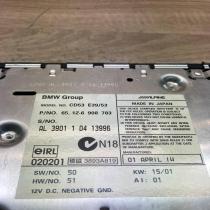 BMW Group
ALPINE
MODEL NO. CD53 E39/53
MADE IN JAPAN
P/NO. 65.12-6 908 703
S/NO.
AL 3901 1 04 13996
N18
eIRL
020201
3893A819
01 APRIL
SW/NO: 50
KW: 15/01
HW/NO: 51
AI: 01
12V D.C. NEGATIVE GND.